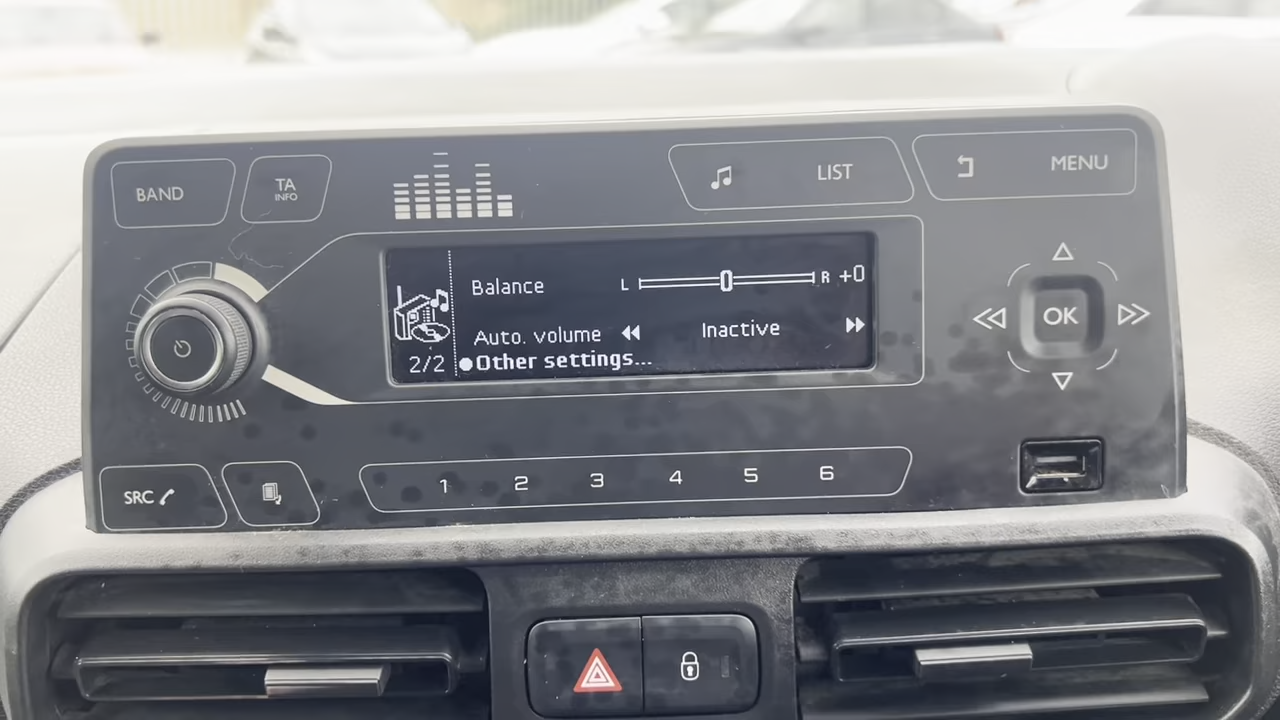 BAND
TA
INFO
LIST
MENU
Balance L R +0
Auto. volume Inactive
2/2 Other settings...
OK
SRC
1 2 3 4 5 6